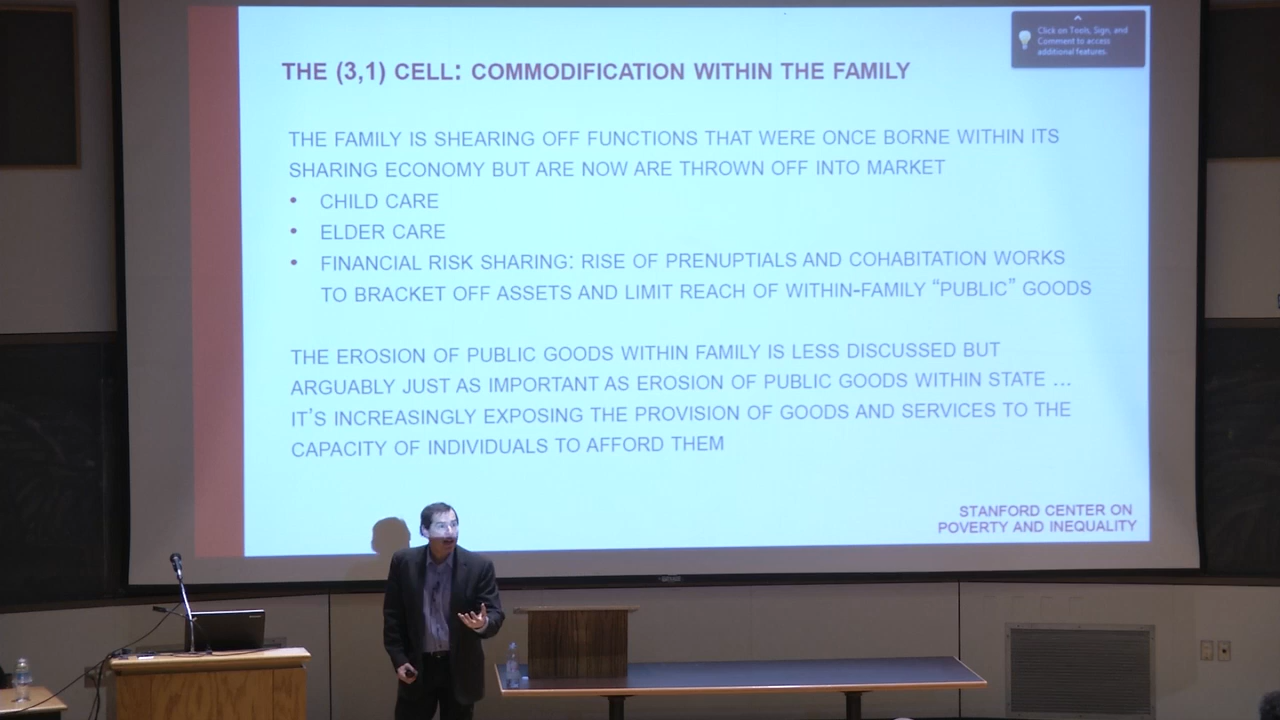 Click on Tools, Sign, and
Comment to access
additional features.
THE (3,1) CELL: COMMODIFICATION WITHIN THE FAMILY
THE FAMILY IS SHEARING OFF FUNCTIONS THAT WERE ONCE BORNE WITHIN ITS
SHARING ECONOMY BUT ARE NOW ARE THROWN OFF INTO MARKET
• CHILD CARE
• ELDER CARE
• FINANCIAL RISK SHARING: RISE OF PRENUPTIALS AND COHABITATION WORKS
TO BRACKET OFF ASSETS AND LIMIT REACH OF WITHIN-FAMILY “PUBLIC” GOODS
THE EROSION OF PUBLIC GOODS WITHIN FAMILY IS LESS DISCUSSED BUT
ARGUABLY JUST AS IMPORTANT AS EROSION OF PUBLIC GOODS WITHIN STATE ...
IT’S INCREASINGLY EXPOSING THE PROVISION OF GOODS AND SERVICES TO THE
CAPACITY OF INDIVIDUALS TO AFFORD THEM
STANFORD CENTER ON
POVERTY AND INEQUALITY